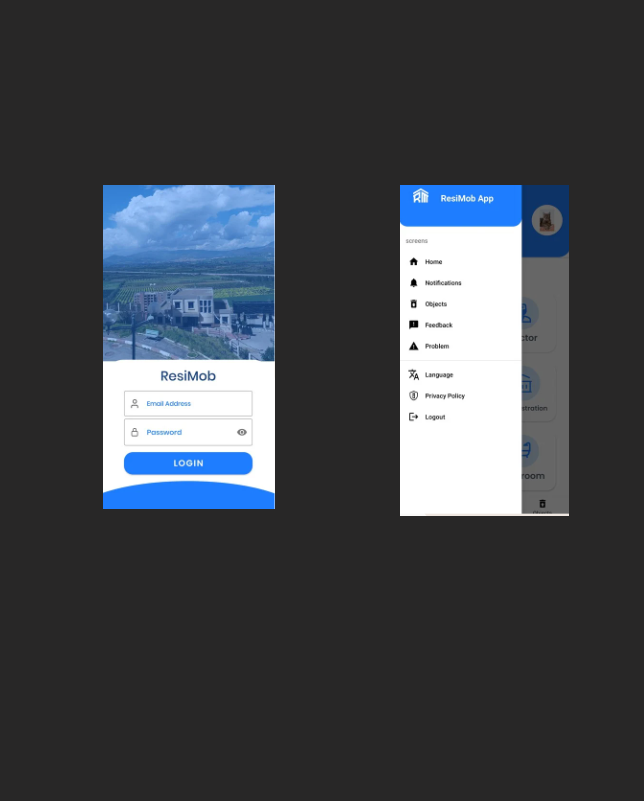 ResiMob
Email Address
Password
LOGIN
ResiMob App
screens
Home
Notifications
Objects
Feedback
Problem
Language
Privacy Policy
Logout
ctor
stration
room